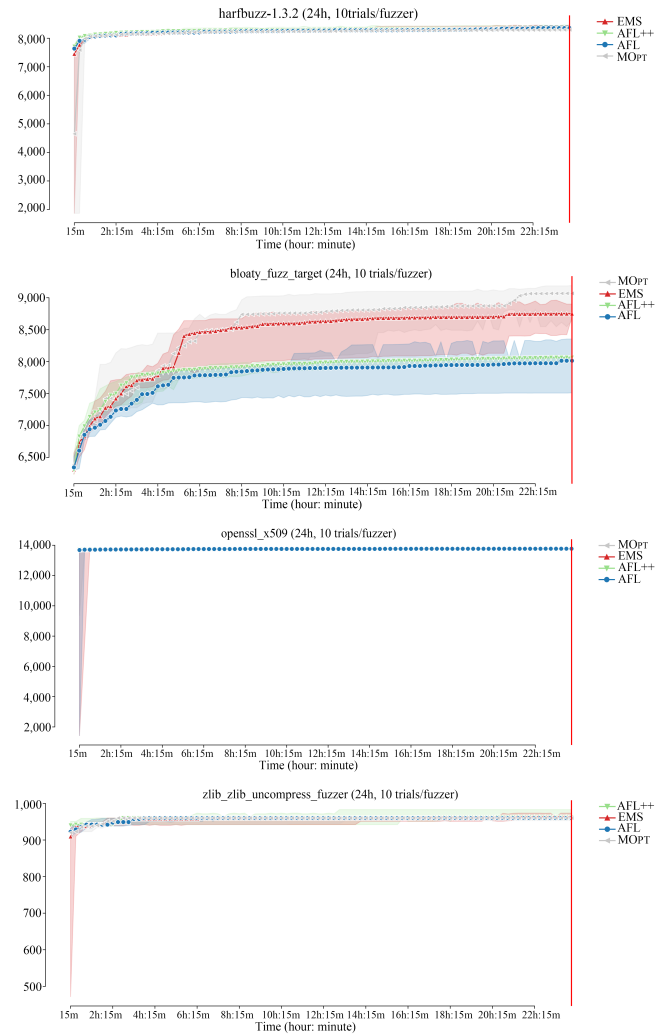 harfbuzz-1.3.2 (24h, 10trials/fuzzer)
8,000
7,000
6,000
5,000
4,000
3,000
2,000
EMS
AFL++
AFL
MOPT
15m 2h:15m 4h:15m 6h:15m 8h:15m 10h:15m 12h:15m 14h:15m 16h:15m 18h:15m 20h:15m 22h:15m
Time (hour: minute)
bloaty_fuzz_target (24h, 10 trials/fuzzer)
9,000
8,500
8,000
7,500
7,000
6,500
MOPT
EMS
AFL++
AFL
15m 2h:15m 4h:15m 6h:15m 8h:15m 10h:15m 12h:15m 14h:15m 16h:15m 18h:15m 20h:15m 22h:15m
Time (hour: minute)
openssl_x509 (24h, 10 trials/fuzzer)
14,000
12,000
10,000
8,000
6,000
4,000
2,000
MOPT
EMS
AFL++
AFL
15m 2h:15m 4h:15m 6h:15m 8h:15m 10h:15m 12h:15m 14h:15m 16h:15m 18h:15m 20h:15m 22h:15m
Time (hour: minute)
zlib_zlib_uncompress_fuzzer (24h, 10 trials/fuzzer)
1,000
900
800
700
600
500
AFL++
EMS
AFL
MOPT
15m 2h:15m 4h:15m 6h:15m 8h:15m 10h:15m 12h:15m 14h:15m 16h:15m 18h:15m 20h:15m 22h:15m
Time (hour: minute)